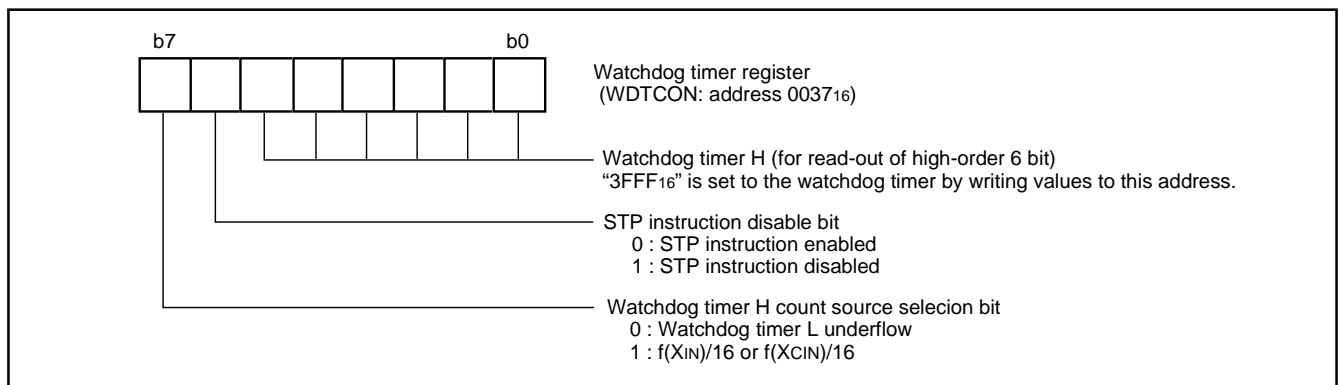 b7 b0
Watchdog timer register
(WDTCON: address 003716)
Watchdog timer H (for read-out of high-order 6 bit)
“3FFF16” is set to the watchdog timer by writing values to this address.
STP instruction disable bit
0 : STP instruction enabled
1 : STP instruction disabled
Watchdog timer H count source selecion bit
0 : Watchdog timer L underflow
1 : f(XIN)/16 or f(XCIN)/16